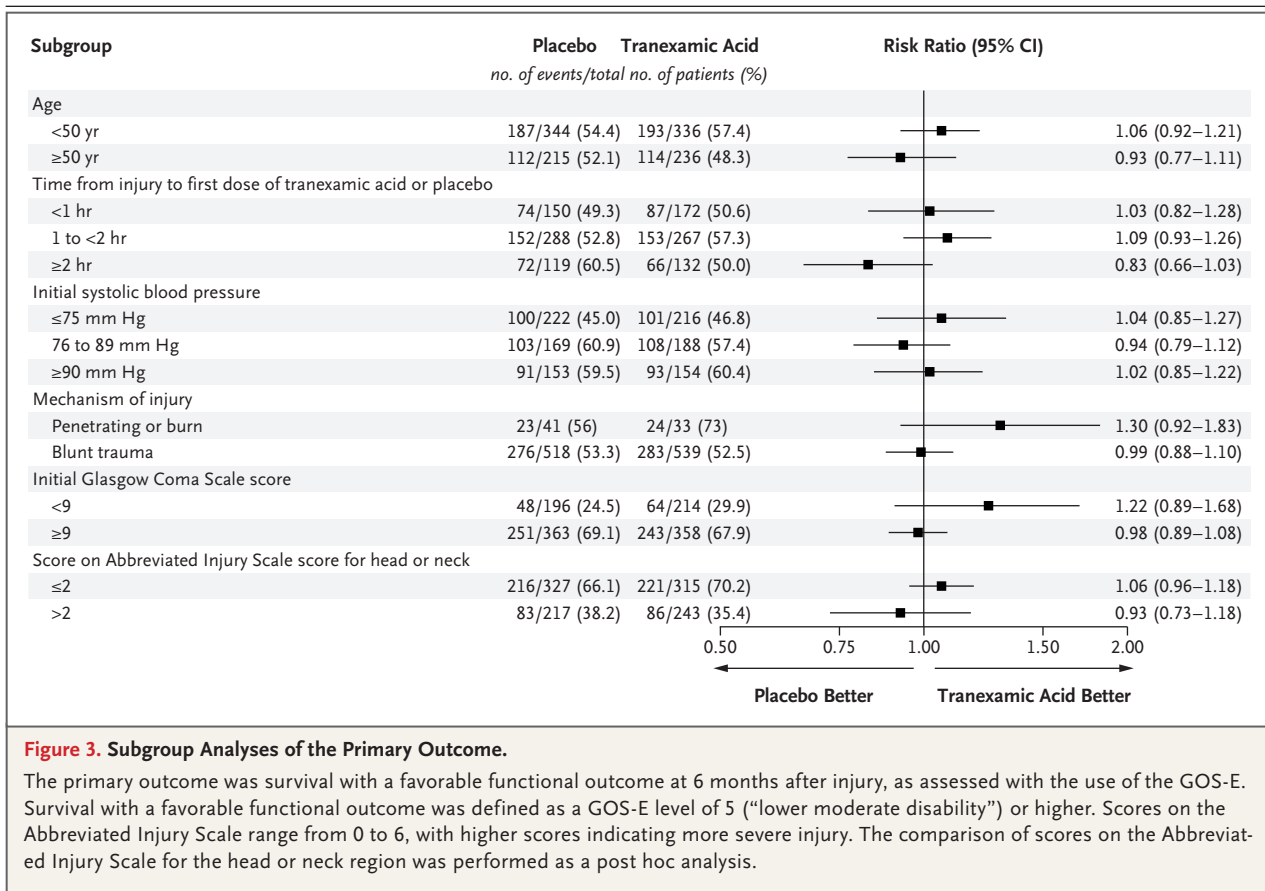 Subgroup Placebo Tranexamic Acid Risk Ratio (95% CI)
no. of events/total no. of patients (%)
Age
<50 yr 187/344 (54.4) 193/336 (57.4) 1.06 (0.92–1.21)
≥50 yr 112/215 (52.1) 114/236 (48.3) 0.93 (0.77–1.11)
Time from injury to first dose of tranexamic acid or placebo
<1 hr 74/150 (49.3) 87/172 (50.6) 1.03 (0.82–1.28)
1 to <2 hr 152/288 (52.8) 153/267 (57.3) 1.09 (0.93–1.26)
≥2 hr 72/119 (60.5) 66/132 (50.0) 0.83 (0.66–1.03)
Initial systolic blood pressure
≤75 mm Hg 100/222 (45.0) 101/216 (46.8) 1.04 (0.85–1.27)
76 to 89 mm Hg 103/169 (60.9) 108/188 (57.4) 0.94 (0.79–1.12)
≥90 mm Hg 91/153 (59.5) 93/154 (60.4) 1.02 (0.85–1.22)
Mechanism of injury
Penetrating or burn 23/41 (56) 24/33 (73) 1.30 (0.92–1.83)
Blunt trauma 276/518 (53.3) 283/539 (52.5) 0.99 (0.88–1.10)
Initial Glasgow Coma Scale score
<9 48/196 (24.5) 64/214 (29.9) 1.22 (0.89–1.68)
≥9 251/363 (69.1) 243/358 (67.9) 0.98 (0.89–1.08)
Score on Abbreviated Injury Scale score for head or neck
≤2 216/327 (66.1) 221/315 (70.2) 1.06 (0.96–1.18)
>2 83/217 (38.2) 86/243 (35.4) 0.93 (0.73–1.18)
0.50 0.75 1.00 1.50 2.00
Placebo Better Tranexamic Acid Better
Figure 3. Subgroup Analyses of the Primary Outcome.
The primary outcome was survival with a favorable functional outcome at 6 months after injury, as assessed with the use of the GOS-E.
Survival with a favorable functional outcome was defined as a GOS-E level of 5 (“lower moderate disability”) or higher. Scores on the
Abbreviated Injury Scale range from 0 to 6, with higher scores indicating more severe injury. The comparison of scores on the Abbreviat-
ed Injury Scale for the head or neck region was performed as a post hoc analysis.